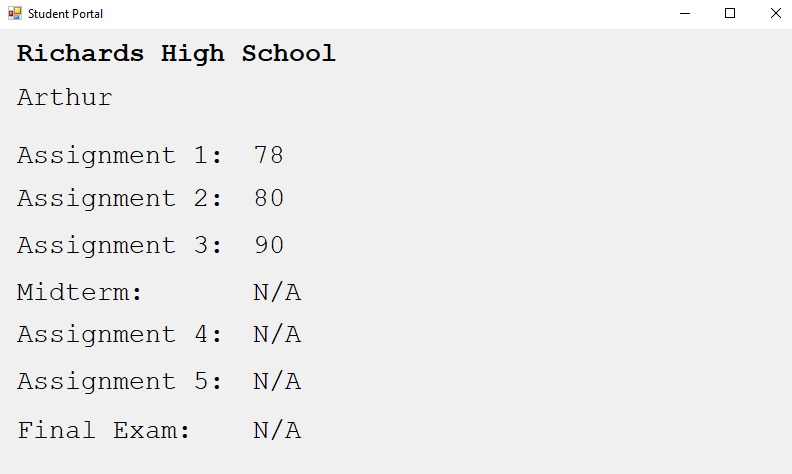 Student Portal
Richards High School
Arthur
Assignment 1: 78
Assignment 2: 80
Assignment 3: 90
Midterm: N/A
Assignment 4: N/A
Assignment 5: N/A
Final Exam: N/A